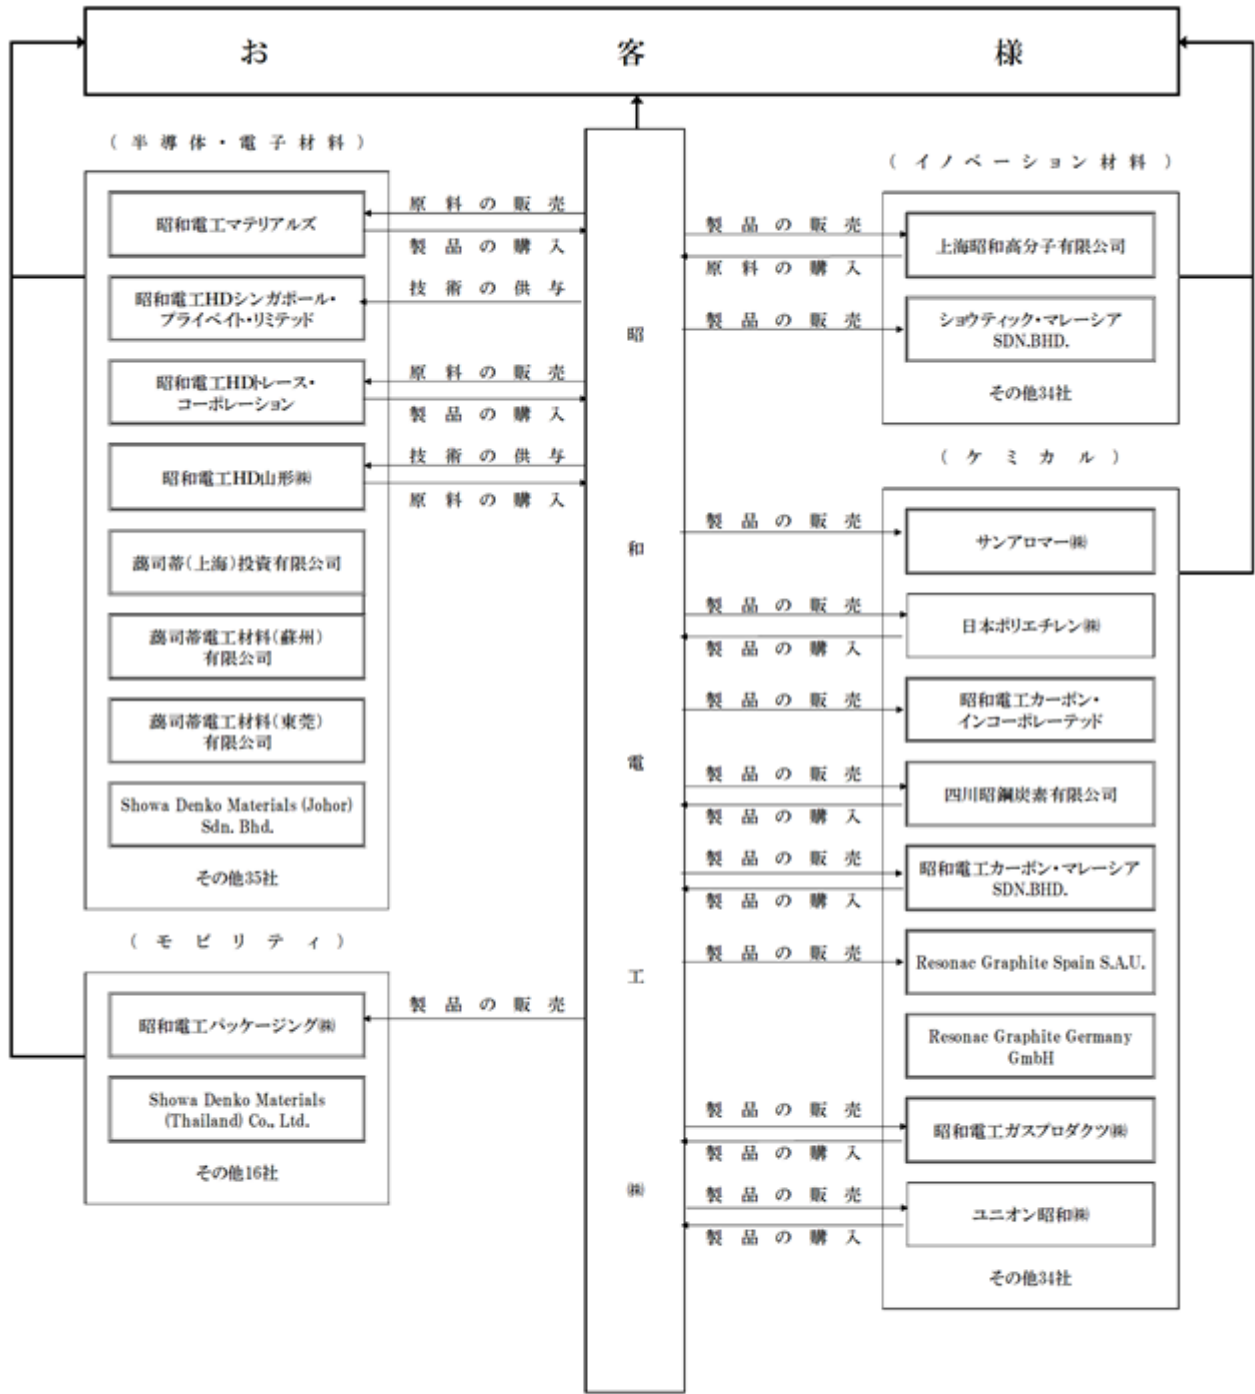 お客様
(半導体・電子材料)
昭和電工マテリアルズ
原料の販売
製品の購入
昭和電工HDシンガポール・
プライベイト・リミテッド
技術の供与
昭和電工HDトレース・
コーポレーション
原料の販売
製品の購入
昭和電工HD山形㈱
技術の供与
原料の購入
藹司蒂(上海)投資有限公司
藹司蒂電工材料(蘇州)
有限公司
藹司蒂電工材料(東莞)
有限公司
Showa Denko Materials (Johor)
Sdn. Bhd.
その他35社
(モビリティ)
昭和電工パッケージング㈱
製品の販売
Showa Denko Materials
(Thailand) Co., Ltd.
その他16社
昭和電工㈱
(イノベーション材料)
製品の販売
原料の購入
上海昭和高分子有限公司
製品の販売
ショウティック・マレーシア
SDN.BHD.
その他34社
(ケミカル)
製品の販売
サンアロマー㈱
製品の販売
製品の購入
日本ポリエチレン㈱
製品の販売
昭和電工カーボン・
インコーポレーテッド
製品の販売
製品の購入
四川昭鋼炭素有限公司
製品の販売
製品の購入
昭和電工カーボン・マレーシア
SDN.BHD.
製品の販売
Resonac Graphite Spain S.A.U.
Resonac Graphite Germany
GmbH
製品の販売
製品の購入
昭和電工ガスプロダクツ㈱
製品の販売
製品の購入
ユニオン昭和㈱
その他34社